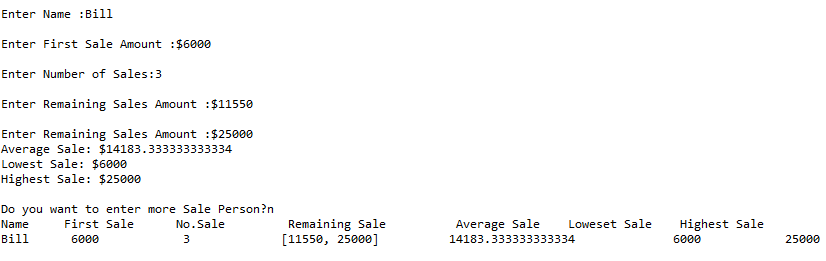 Enter Name :Bill
Enter First Sale Amount :$6000
Enter Number of Sales:3
Enter Remaining Sales Amount :$11550
Enter Remaining Sales Amount :$25000
Average Sale: $14183.333333333334
Lowest Sale: $6000
Highest Sale: $25000
Do you want to enter more Sale Person?n
Name First Sale No.Sale Remaining Sale Average Sale Loweset Sale Highest Sale
Bill 6000 3 [11550, 25000] 14183.333333333334 6000 25000